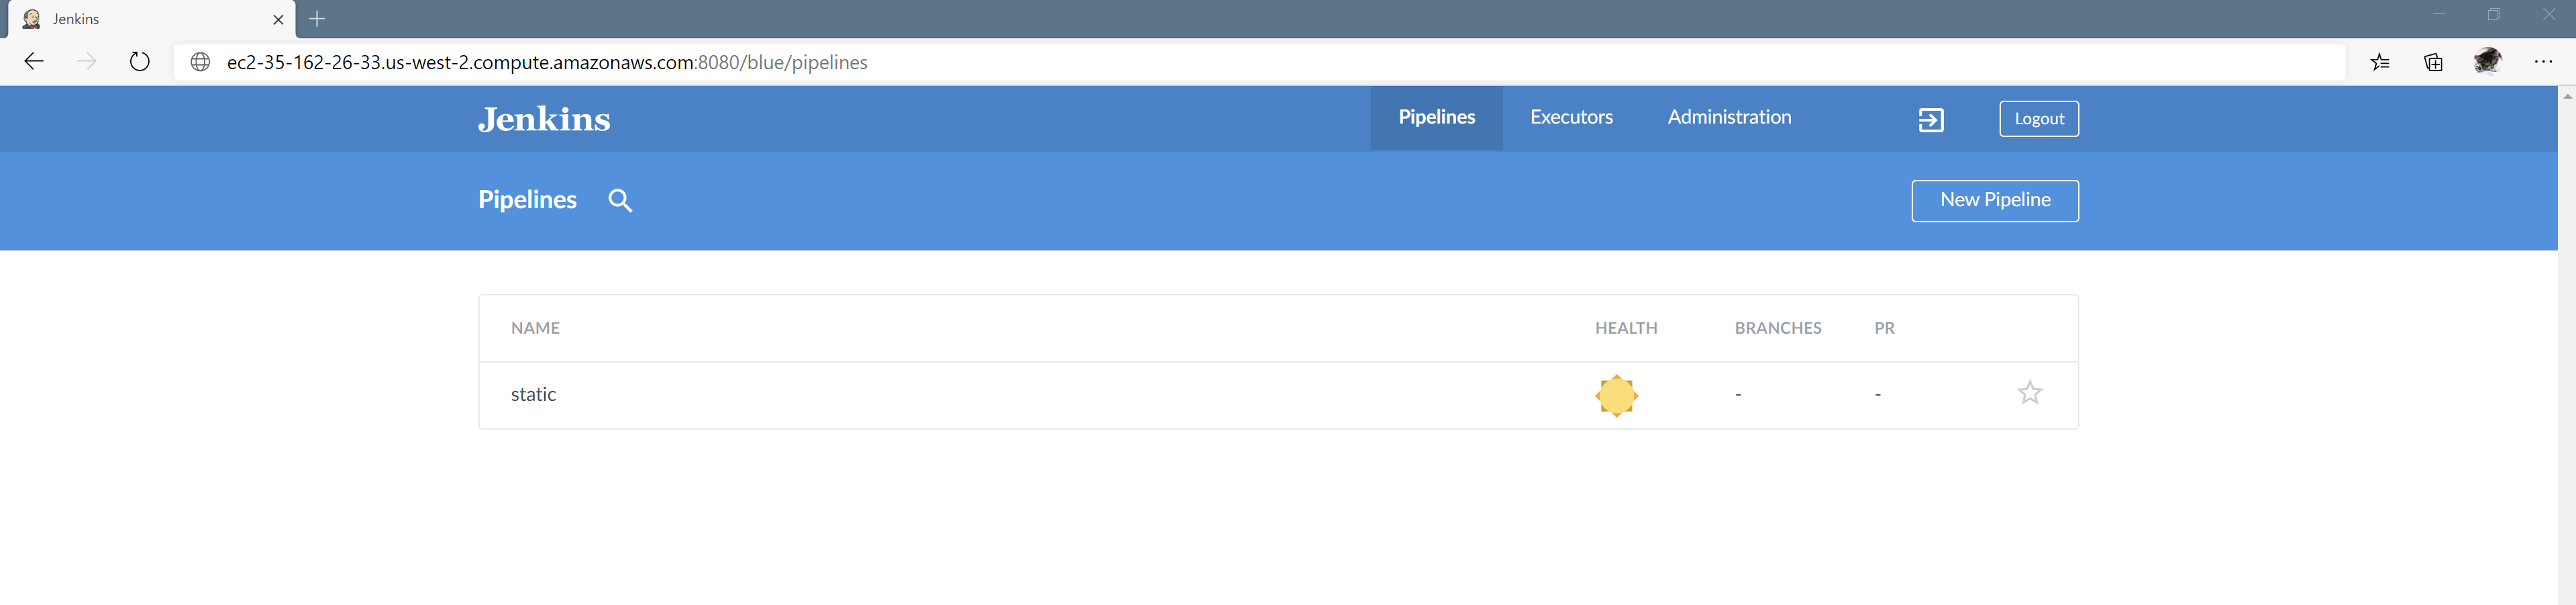 Jenkins
ec2-35-162-26-33.us-west-2.compute.amazonaws.com:8080/blue/pipelines
Jenkins Pipelines Executors Administration Logout
Pipelines New Pipeline
NAME HEALTH BRANCHES PR
static - -